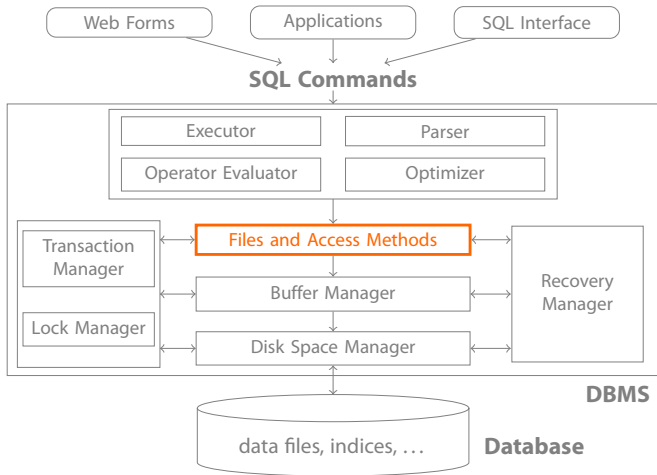 Web Forms
Applications
SQL Interface
SQL Commands
Executor
Parser
Operator Evaluator
Optimizer
Transaction
Manager
Lock Manager
Files and Access Methods
Buffer Manager
Disk Space Manager
Recovery
Manager
DBMS
data files, indices, …
Database